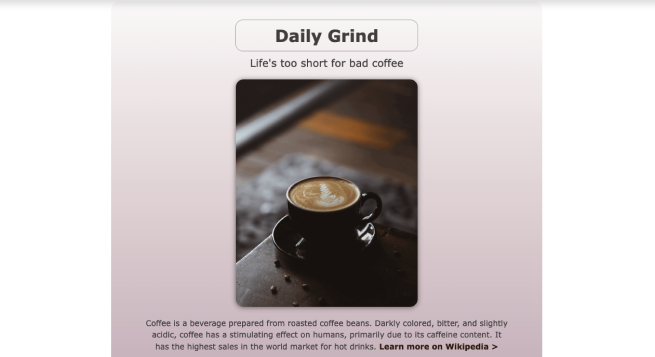 Daily Grind
Life's too short for bad coffee
Coffee is a beverage prepared from roasted coffee beans. Darkly colored, bitter, and slightly
acidic, coffee has a stimulating effect on humans, primarily due to its caffeine content. It
has the highest sales in the world market for hot drinks. Learn more on Wikipedia >